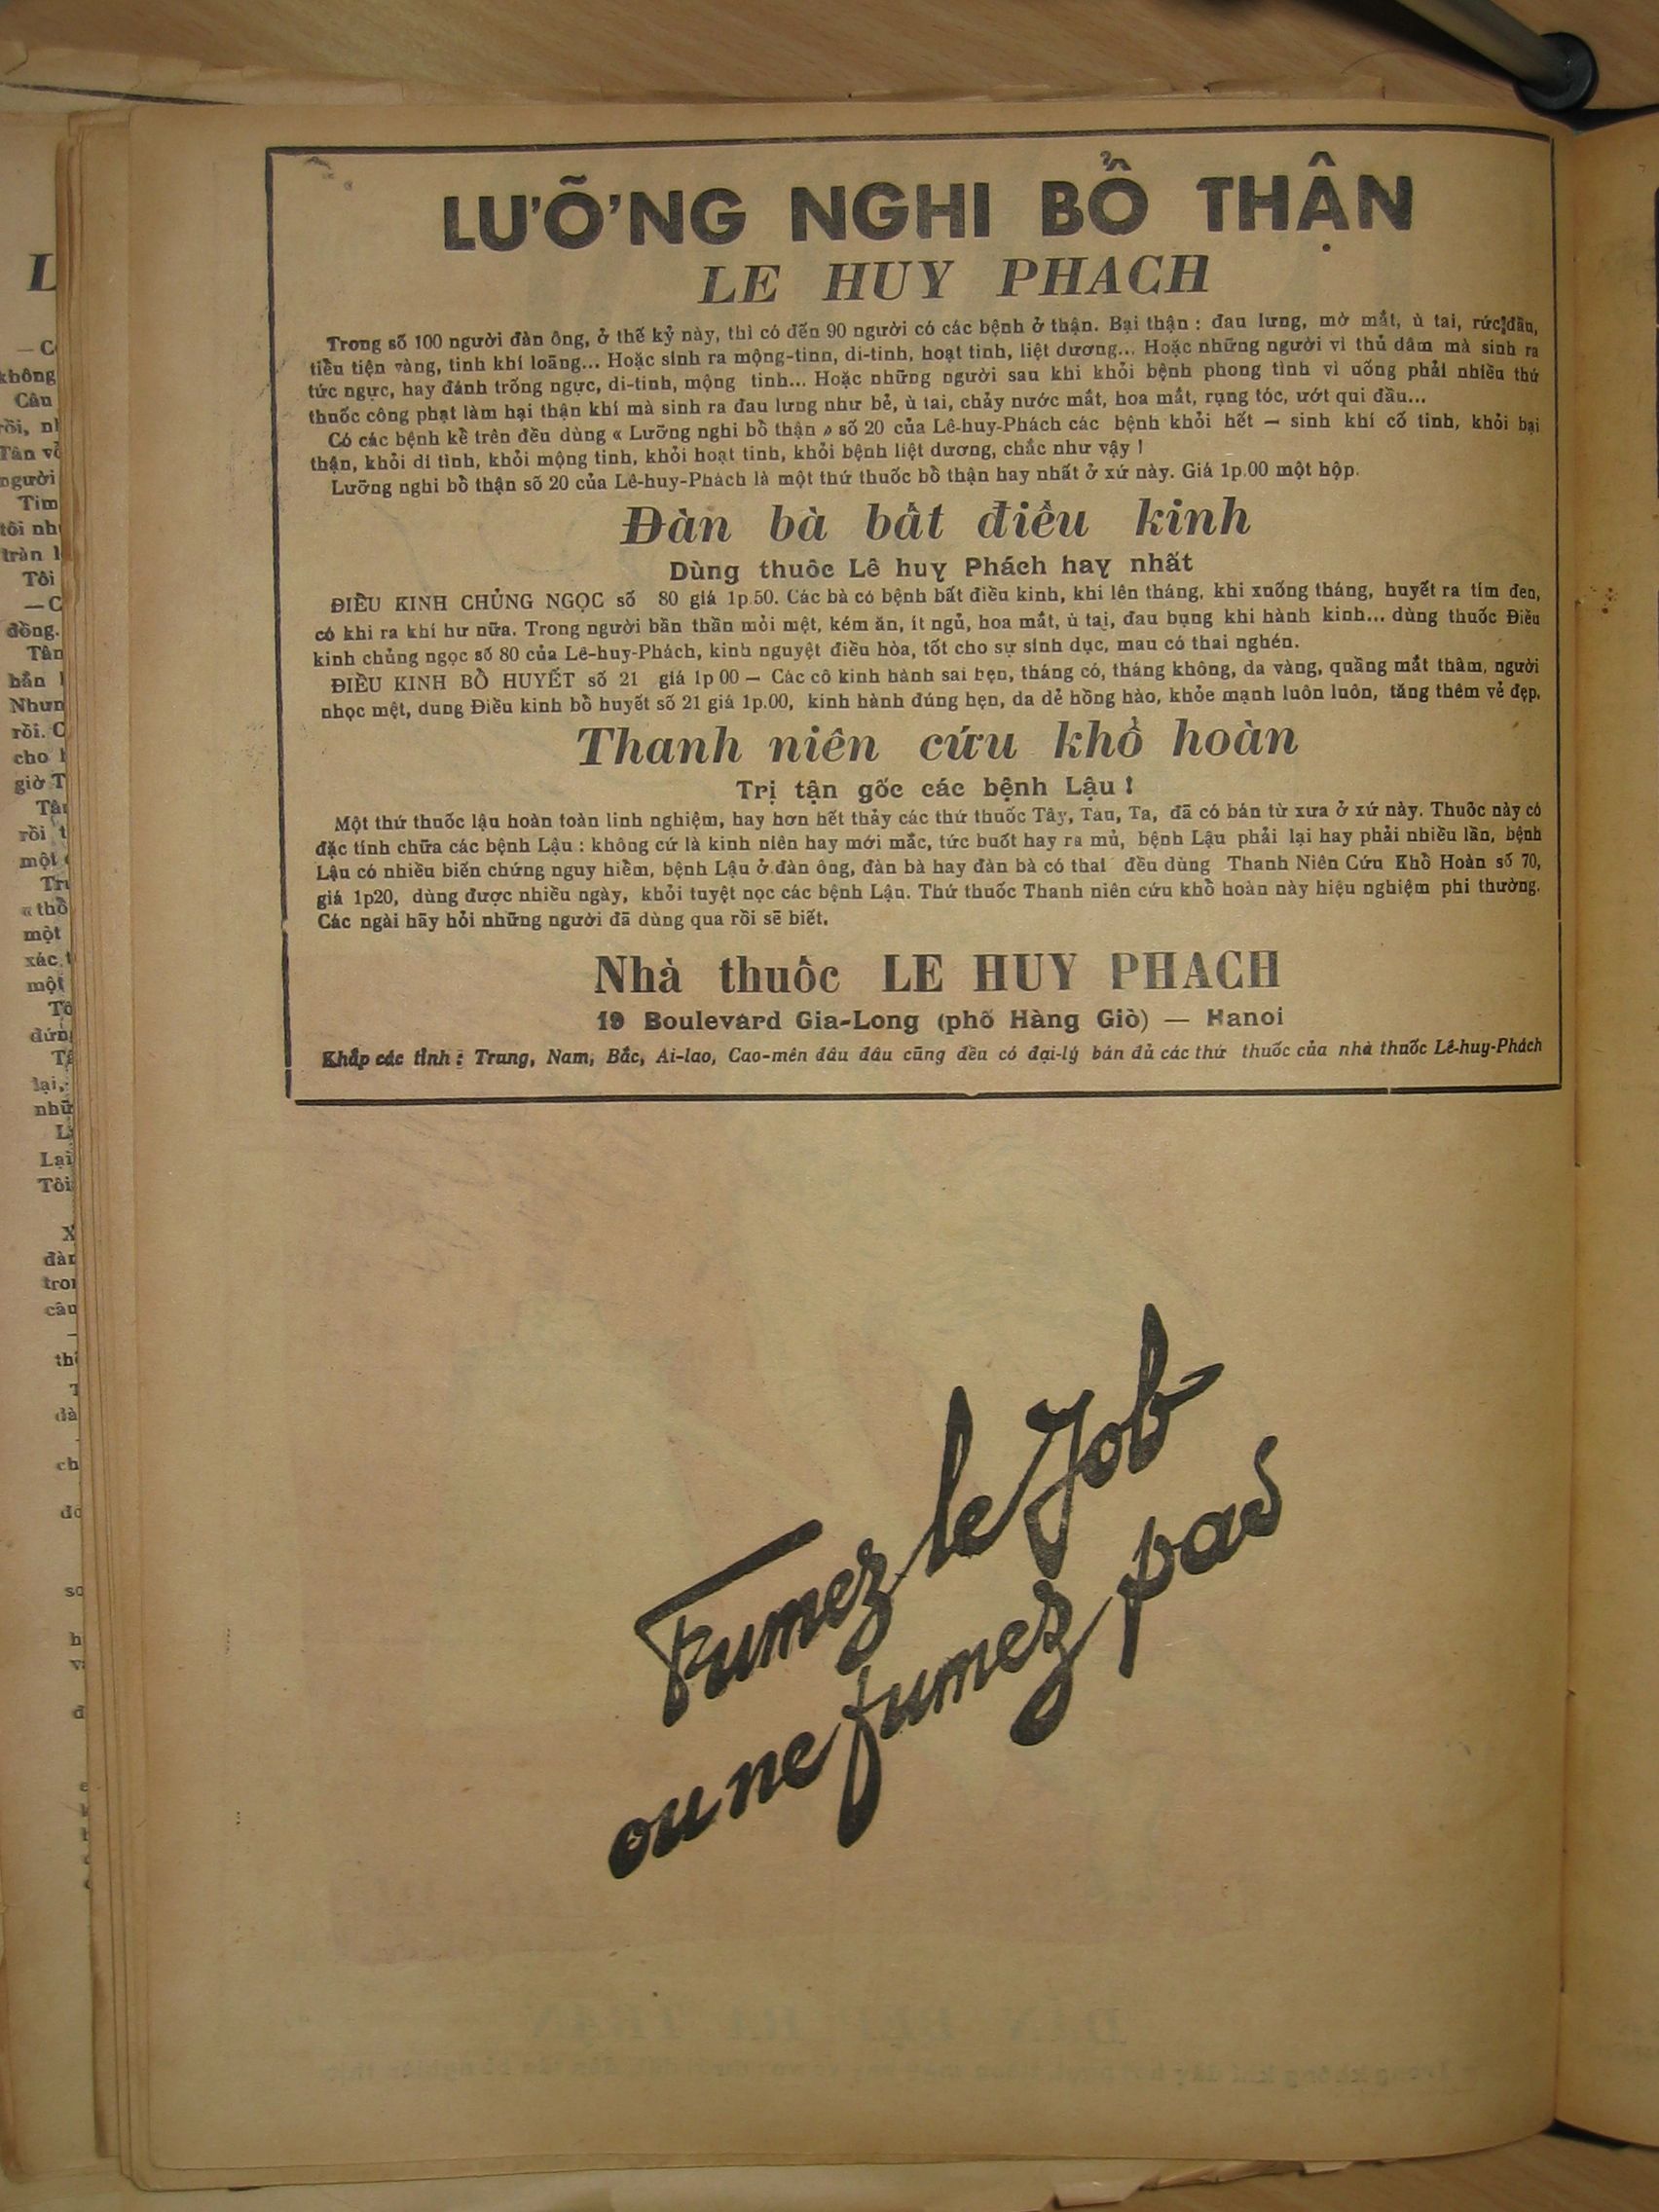 LƯỠNG NGHI BỔ THẬN
LE HUY PHACH
Trong số 100 người đàn ông, ở thế kỷ này, thì có đến 90 người có các bệnh ở thận. Bại thận : đau lưng, mờ mắt, ù tai, rức đầu,
tiểu tiện vàng, tinh khí loãng... Hoặc sinh ra mộng-tinn, di-tinh, hoạt tinh, liệt dương... Hoặc những người vì thủ dâm mà sinh ra
tức ngực, hay đánh trống ngực, di-tinh, mộng tinh... Hoặc những người sau khi khỏi bệnh phong tình vì uống phải nhiều thứ
thuốc công phạt làm hại thận khí mà sinh ra đau lưng như bẻ, ù tai, chảy nước mắt, hoa mắt, rụng tóc, ướt qui đầu...
Có các bệnh kể trên đều dùng « Lưỡng nghi bổ thận » số 20 của Lê-huy-Phách các bệnh khỏi hết — sinh khí cố tinh, khỏi bại
thận, khỏi di tinh, khỏi mộng tinh, khỏi hoạt tinh, khỏi bệnh liệt dương, chắc như vậy !
Lưỡng nghi bổ thận số 20 của Lê-huy-Phách là một thứ thuốc bổ thận hay nhất ở xứ này. Giá 1p.00 một hộp.
Đàn bà bất điều kinh
Dùng thuốc Lê huy Phách hay nhất
ĐIỀU KINH CHỦNG NGỌC số 80 giá 1p.50. Các bà có bệnh bất điều kinh, khi lên tháng, khi xuống tháng, huyết ra tím đen,
có khi ra khí hư nữa. Trong người bần thần mỏi mệt, kém ăn, ít ngủ, hoa mắt, ù tai, đau bụng khi hành kinh... dùng thuốc Điều
kinh chủng ngọc số 80 của Lê-huy-Phách, kinh nguyệt điều hòa, tốt cho sự sinh dục, mau có thai nghén.
ĐIỀU KINH BỔ HUYẾT số 21 giá 1p 00 — Các cô kinh hành sai hẹn, tháng có, tháng không, da vàng, quầng mắt thâm, người
nhọc mệt, dung Điều kinh bổ huyết số 21 giá 1p.00, kinh hành đúng hẹn, da dẻ hồng hào, khỏe mạnh luôn luôn, tăng thêm vẻ đẹp.
Thanh niên cứu khổ hoàn
Trị tận gốc các bệnh Lậu !
Một thứ thuốc lậu hoàn toàn linh nghiệm, hay hơn hết thảy các thứ thuốc Tây, Tàu, Ta, đã có bán từ xưa ở xứ này. Thuốc này có
đặc tính chữa các bệnh Lậu : không cứ là kinh niên hay mới mắc, tức buốt hay ra mủ, bệnh Lậu phải lại hay phải nhiều lần, bệnh
Lậu có nhiều biến chứng nguy hiểm, bệnh Lậu ở đàn ông, đàn bà hay đàn bà có thai đều dùng Thanh Niên Cứu Khổ Hoàn số 70,
giá 1p20, dùng được nhiều ngày, khỏi tuyệt nọc các bệnh Lậu. Thứ thuốc Thanh niên cứu khổ hoàn này hiệu nghiệm phi thường.
Các ngài hãy hỏi những người đã dùng qua rồi sẽ biết.
Nhà thuốc LE HUY PHACH
19 Boulevard Gia-Long (phố Hàng Giò) — Hanoi
Khắp các tỉnh : Trung, Nam, Bắc, Ai-lao, Cao-mên đâu đâu cũng đều có đại-lý bán đủ các thứ thuốc của nhà thuốc Lê-huy-Phách
Fumez le Job
ou ne fumez pas